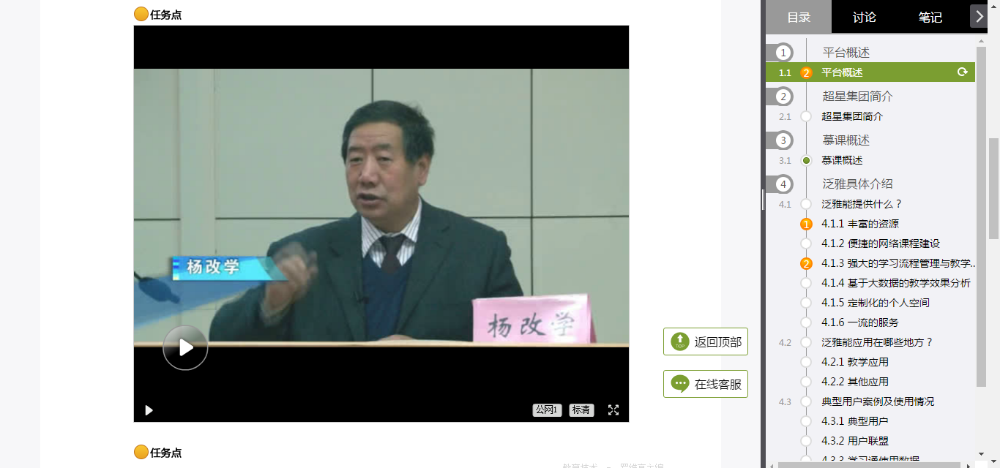 任务点
杨改学
杨改学
公网1 标清
任务点
教育技术 - 罗维亮主编
TOP 返回顶部
在线客服
目录 讨论 笔记
1 平台概述
1.1 2 平台概述
2 超星集团简介
2.1 超星集团简介
3 慕课概述
3.1 慕课概述
4 泛雅具体介绍
4.1 泛雅能提供什么？
1 4.1.1 丰富的资源
4.1.2 便捷的网络课程建设
2 4.1.3 强大的学习流程管理与教学..
4.1.4 基于大数据的教学效果分析
4.1.5 定制化的个人空间
4.1.6 一流的服务
4.2 泛雅能应用在哪些地方？
4.2.1 教学应用
4.2.2 其他应用
4.3 典型用户案例及使用情况
4.3.1 典型用户
4.3.2 用户联盟
4.3.3 学习通使用数据